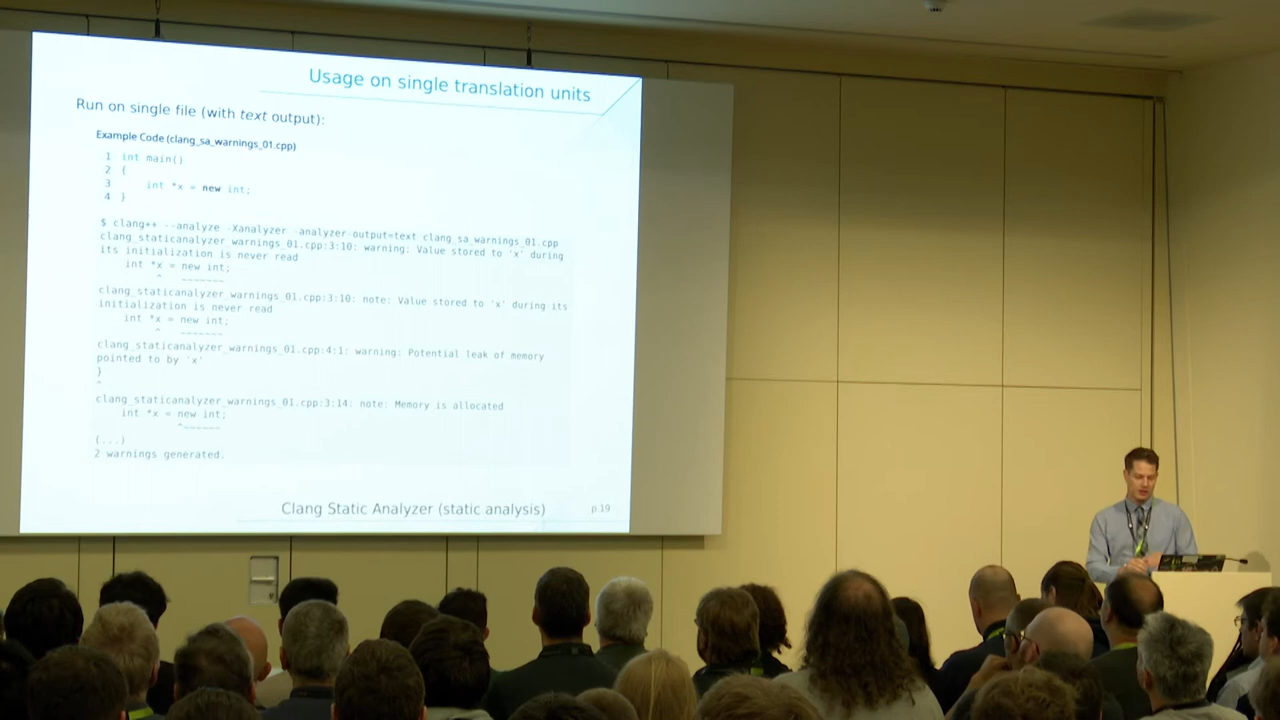 Usage on single translation units
Run on single file (with text output):
Example Code (clang_sa_warnings_01.cpp)
1 int main()
2 {
3     int *x = new int;
4 }
$ clang++ --analyze -Xanalyzer -analyzer-output=text clang_sa_warnings_01.cpp
clang_staticanalyzer_warnings_01.cpp:3:10: warning: Value stored to 'x' during
its initialization is never read
    int *x = new int;
         ^   ~~~~~~~
clang_staticanalyzer_warnings_01.cpp:3:10: note: Value stored to 'x' during its
initialization is never read
    int *x = new int;
         ^   ~~~~~~~
clang_staticanalyzer_warnings_01.cpp:4:1: warning: Potential leak of memory
pointed to by 'x'
}
^
clang_staticanalyzer_warnings_01.cpp:3:14: note: Memory is allocated
    int *x = new int;
             ^~~~~~~
(...)
2 warnings generated.
Clang Static Analyzer (static analysis)
p.19